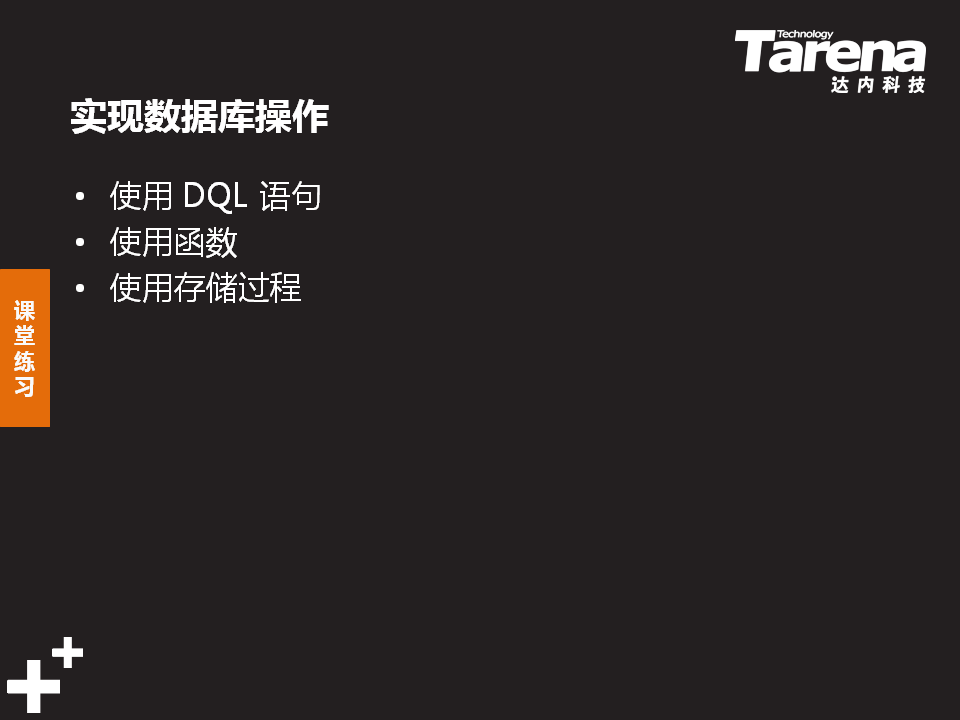 Technology
Tarena
达内科技
实现数据库操作
• 使用 DQL 语句
• 使用函数
• 使用存储过程
课
堂
练
习